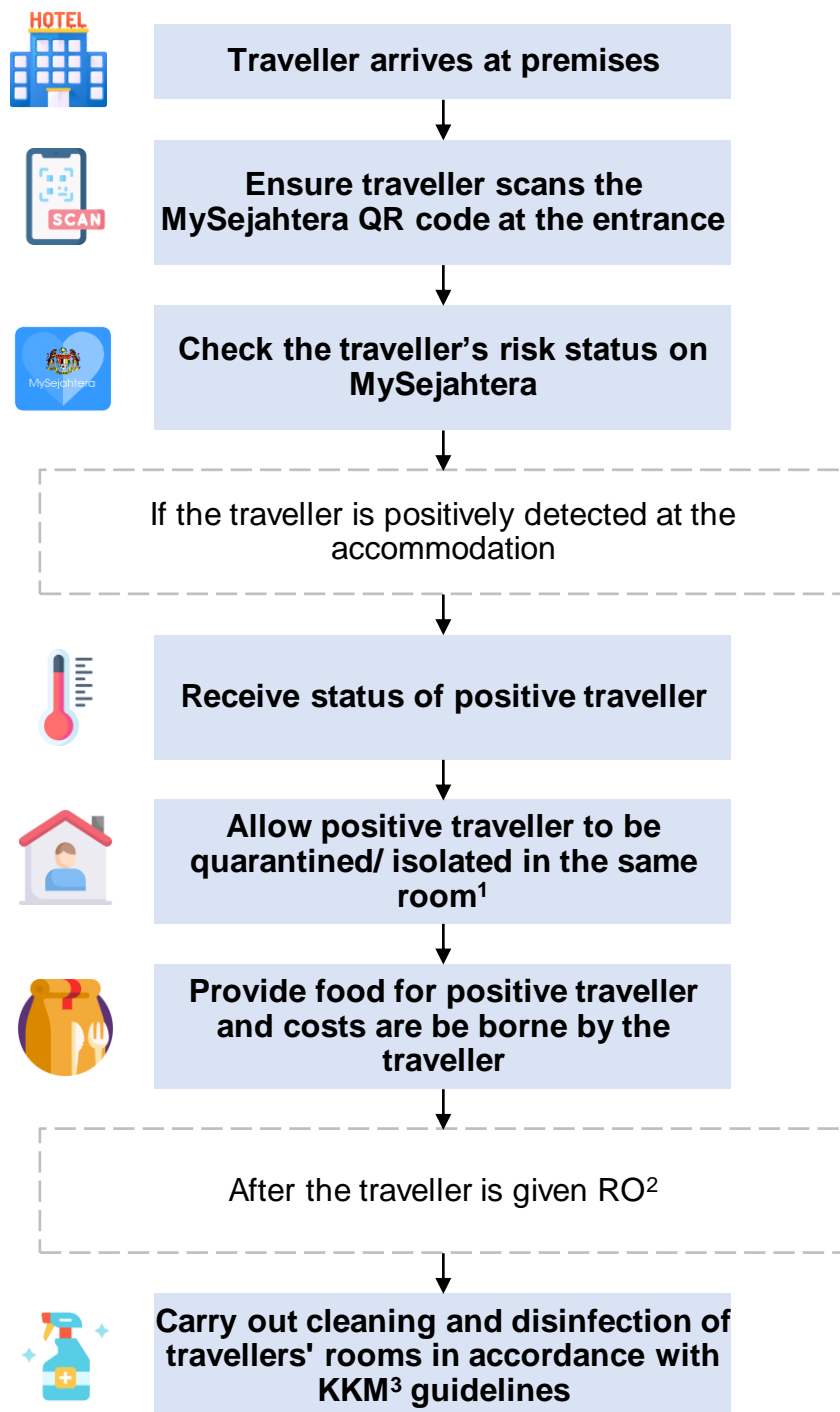 HOTEL
Traveller arrives at premises
SCAN
Ensure traveller scans the
MySejahtera QR code at the entrance
MySejahtera
Check the traveller’s risk status on
MySejahtera
If the traveller is positively detected at the
accommodation
Receive status of positive traveller
Allow positive traveller to be
quarantined/ isolated in the same
room¹
Provide food for positive traveller
and costs are be borne by the
traveller
After the traveller is given RO²
Carry out cleaning and disinfection of
travellers' rooms in accordance with
KKM³ guidelines